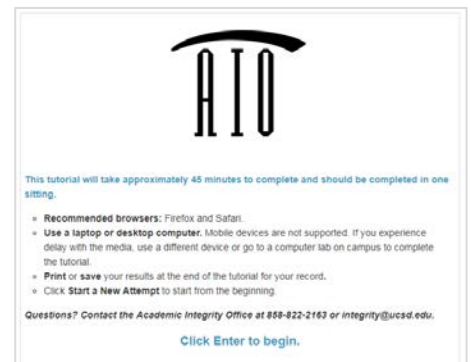 AIO
This tutorial will take approximately 45 minutes to complete and should be completed in one
sitting.
Recommended browsers: Firefox and Safari.
Use a laptop or desktop computer. Mobile devices are not supported. If you experience
delay with the media, use a different device or go to a computer lab on campus to complete
the tutorial.
Print or save your results at the end of the tutorial for your record.
Click Start a New Attempt to start from the beginning.
Questions? Contact the Academic Integrity Office at 858-822-2163 or integrity@ucsd.edu.
Click Enter to begin.